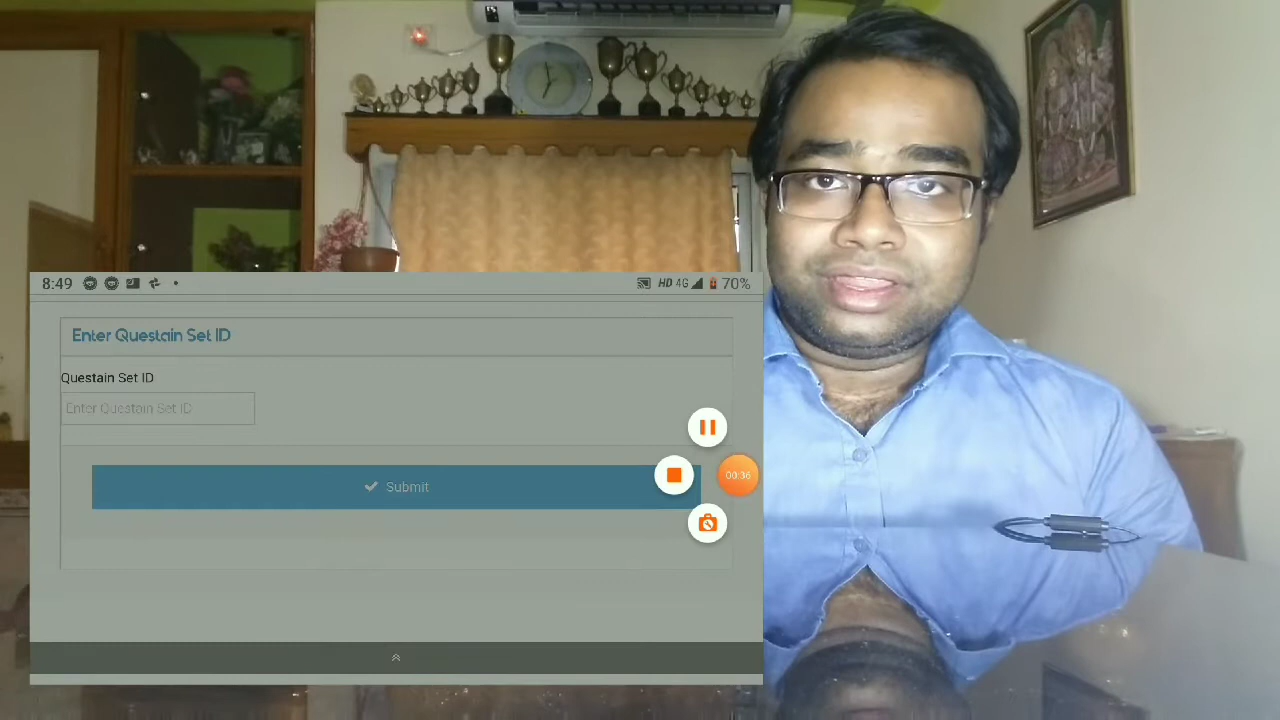 8:49 HD 4G 70%
Enter Questain Set ID
Questain Set ID
Enter Questain Set ID
Submit
00:36